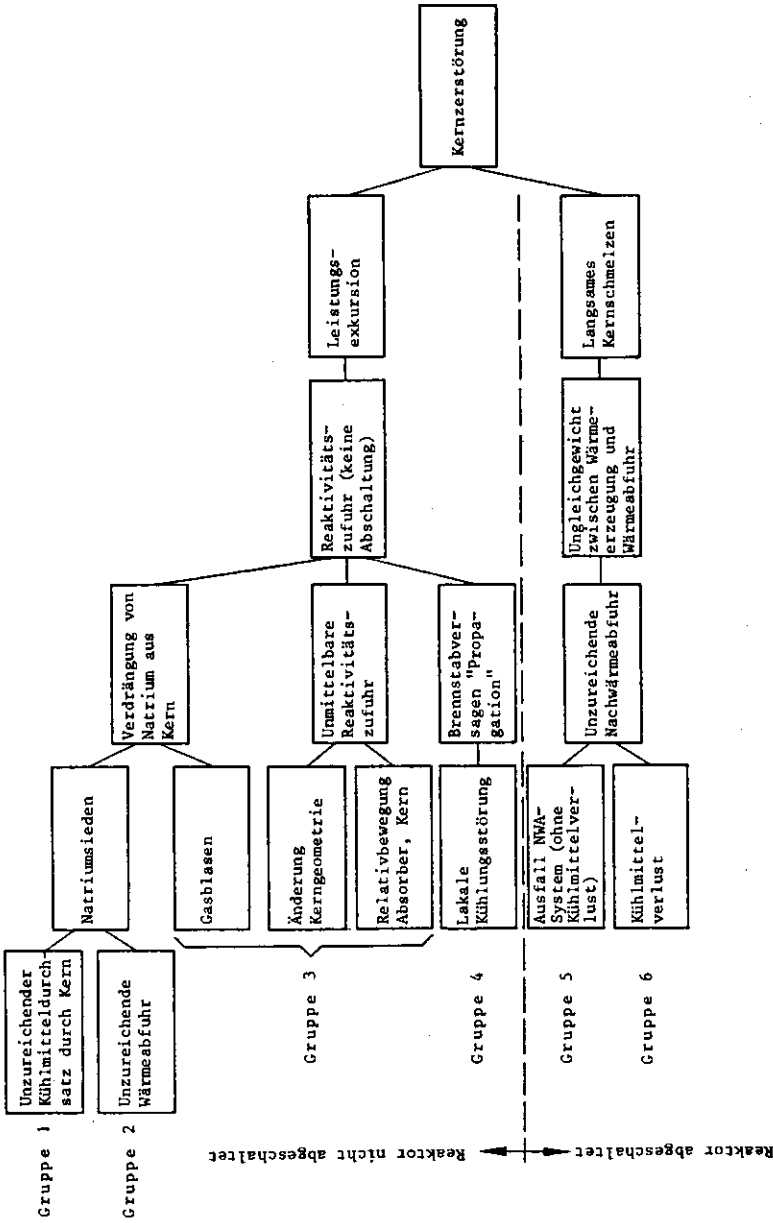 Kernzerstörung
Leistungs-
exkursion
Langsames
Kernschmelzen
Reaktivitäts-
zufuhr (keine
Abschaltung)
Ungleichgewicht
zwischen Wärme-
erzeugung und
Wärmeabfuhr
Verdrängung von
Natrium aus
Kern
Unmittelbare
Reaktivitäts-
zufuhr
Brennstabver-
sagen "Propa-
gation"
Unzureichende
Nachwärmeabfuhr
Natriumsieden
Gasblasen
Änderung
Kerngeometrie
Relativbewegung
Absorber, Kern
Lakale
Kühlungsstörung
Ausfall NWA-
System (ohne
Kühlmittelver-
lust)
Kühlmittel-
verlust
Unzureichender
Kühlmitteldurch-
satz durch Kern
Unzureichende
Wärmeabfuhr
Gruppe 3
Gruppe 4
Gruppe 5
Gruppe 6
Gruppe 1
Gruppe 2
Reaktor nicht abgeschaltet
Reaktor abgeschaltet